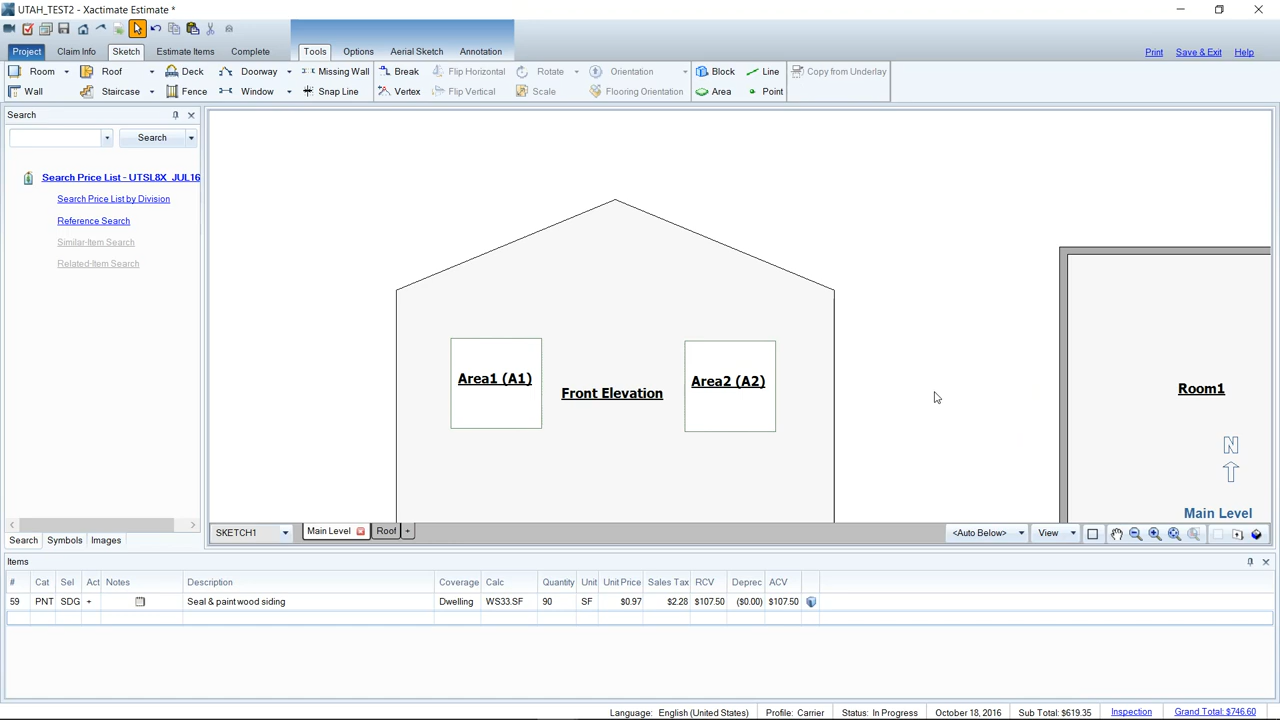 UTAH_TEST2 - Xactimate Estimate *
Project Claim Info Sketch Estimate Items Complete Tools Options Aerial Sketch Annotation Print Save & Exit Help
Room Roof Deck Doorway Missing Wall Break Flip Horizontal Rotate Orientation Block Line Copy from Underlay
Wall Staircase Fence Window Snap Line Vertex Flip Vertical Scale Flooring Orientation Area Point
Search
Search
Search Price List - UTSL8X_JUL16
Search Price List by Division
Reference Search
Similar-Item Search
Related-Item Search
Area1 (A1)
Area2 (A2)
Front Elevation
Room1
N
Main Level
Search Symbols Images
SKETCH1 Main Level Roof + <Auto Below> View
Items
# Cat Sel Act Notes Description Coverage Calc Quantity Unit Unit Price Sales Tax RCV Deprec ACV
59 PNT SDG + Seal & paint wood siding Dwelling WS33.SF 90 SF $0.97 $2.28 $107.50 ($0.00) $107.50
Language: English (United States) Profile: Carrier Status: In Progress October 18, 2016 Sub Total: $619.35 Inspection Grand Total: $746.60